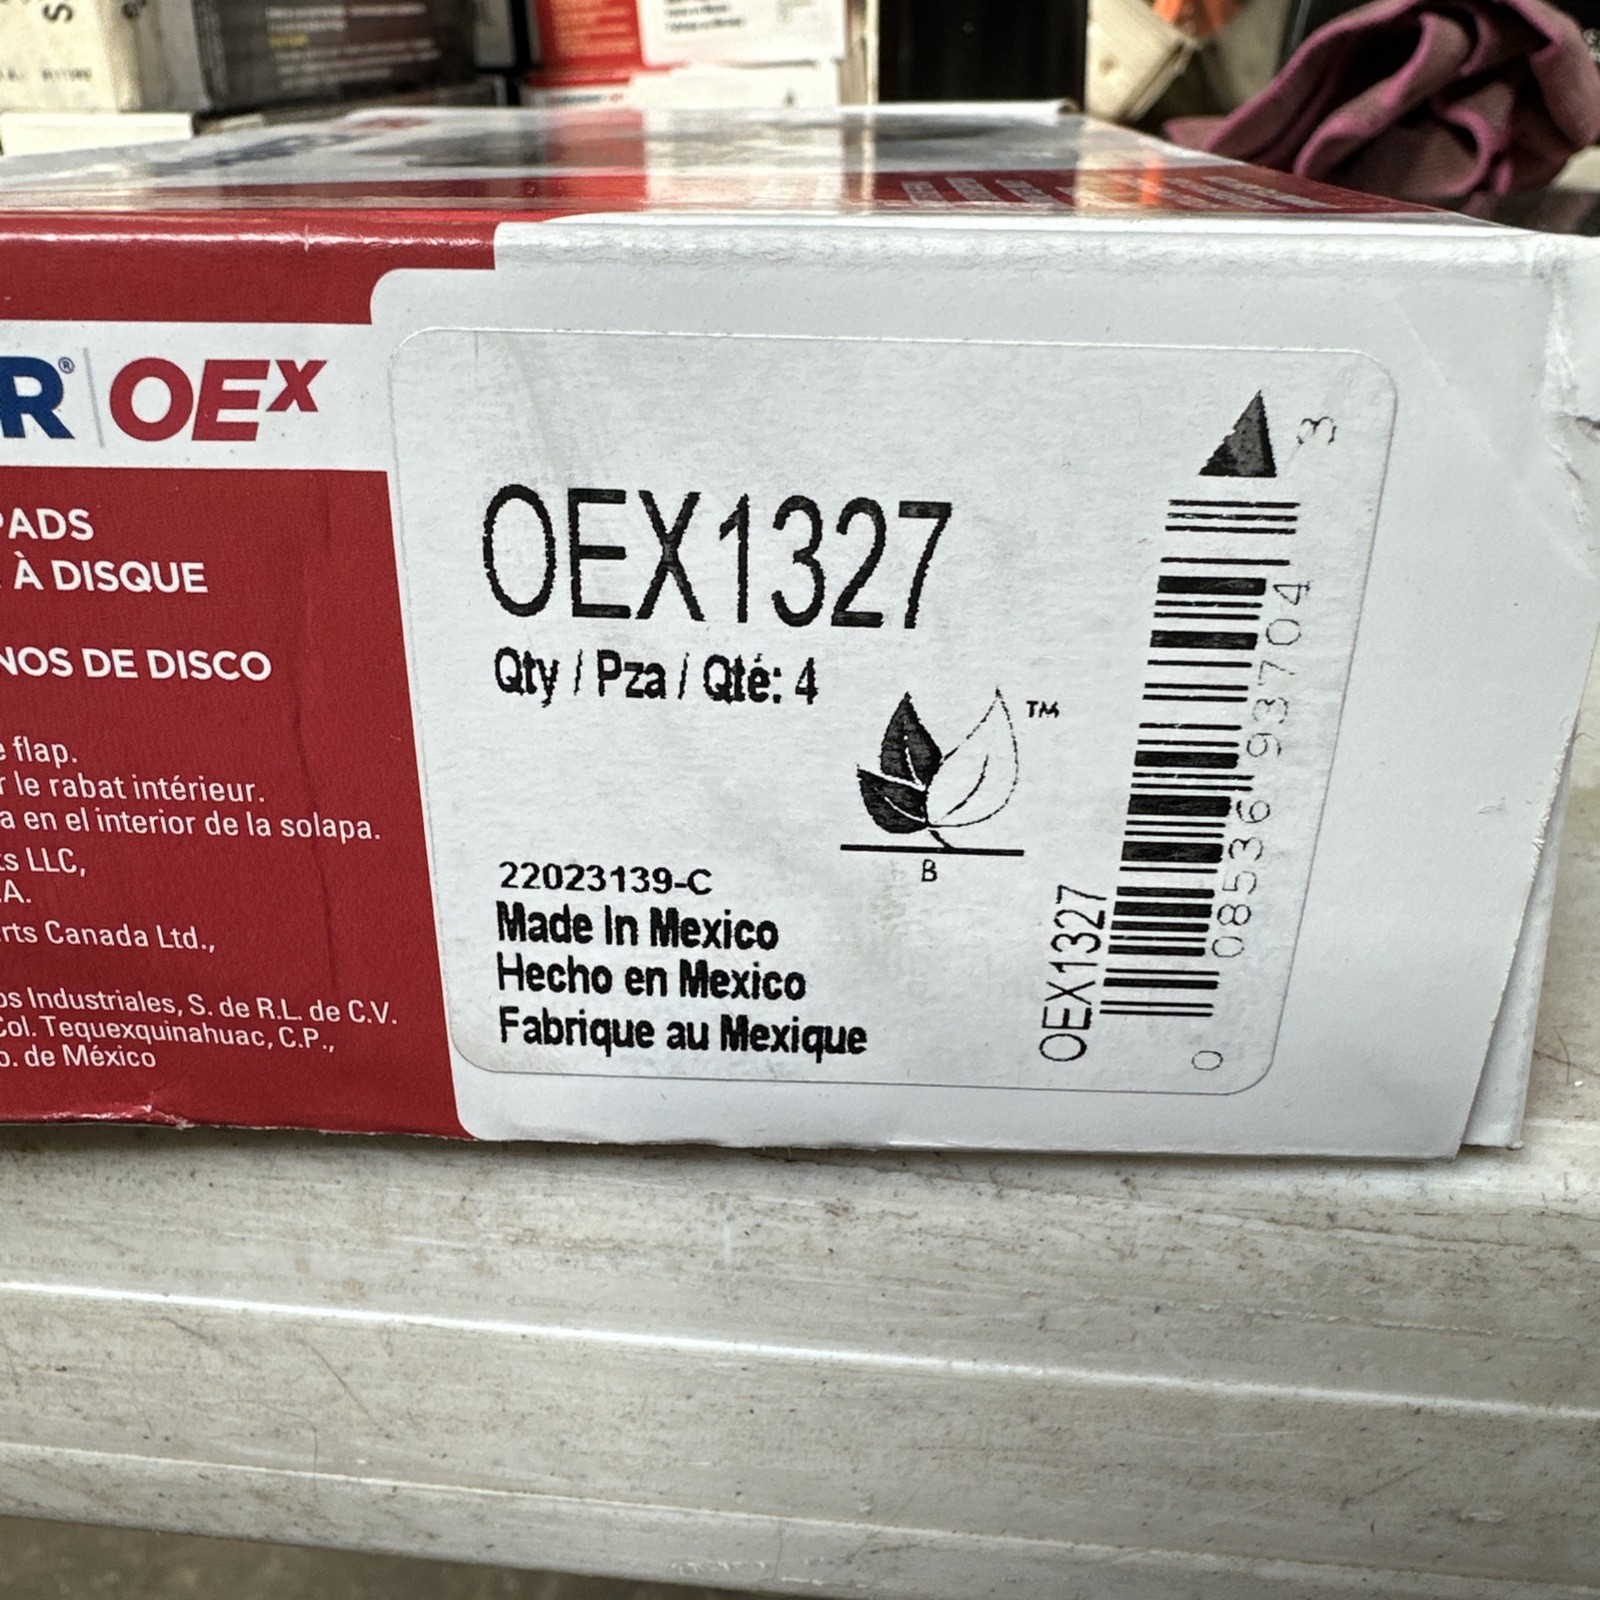 R® OEX
PADS
À DISQUE
NOS DE DISCO
e flap.
r le rabat intérieur.
a en el interior de la solapa.
ts LLC,
.A.
rts Canada Ltd.,
os Industriales, S. de R.L. de C.V.
Col. Tequexquinahuac, C.P.,
o. de México
OEX1327
Qty / Pza / Qté: 4
TM
B
22023139-C
Made In Mexico
Hecho en Mexico
Fabrique au Mexique
OEX1327
0 08536 93704 3